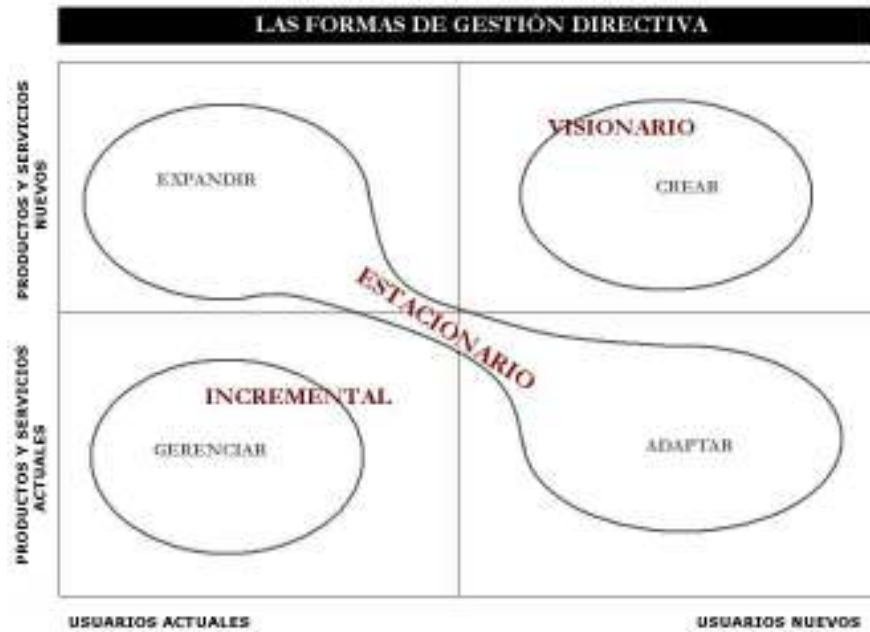 LAS FORMAS DE GESTIÓN DIRECTIVA
PRODUCTOS Y SERVICIOS
NUEVOS
EXPANDIR
VISIONARIO
CREAR
ESTACIONARIO
PRODUCTOS Y SERVICIOS
ACTUALES
INCREMENTAL
GERENCIAR
ADAPTAR
USUARIOS ACTUALES
USUARIOS NUEVOS